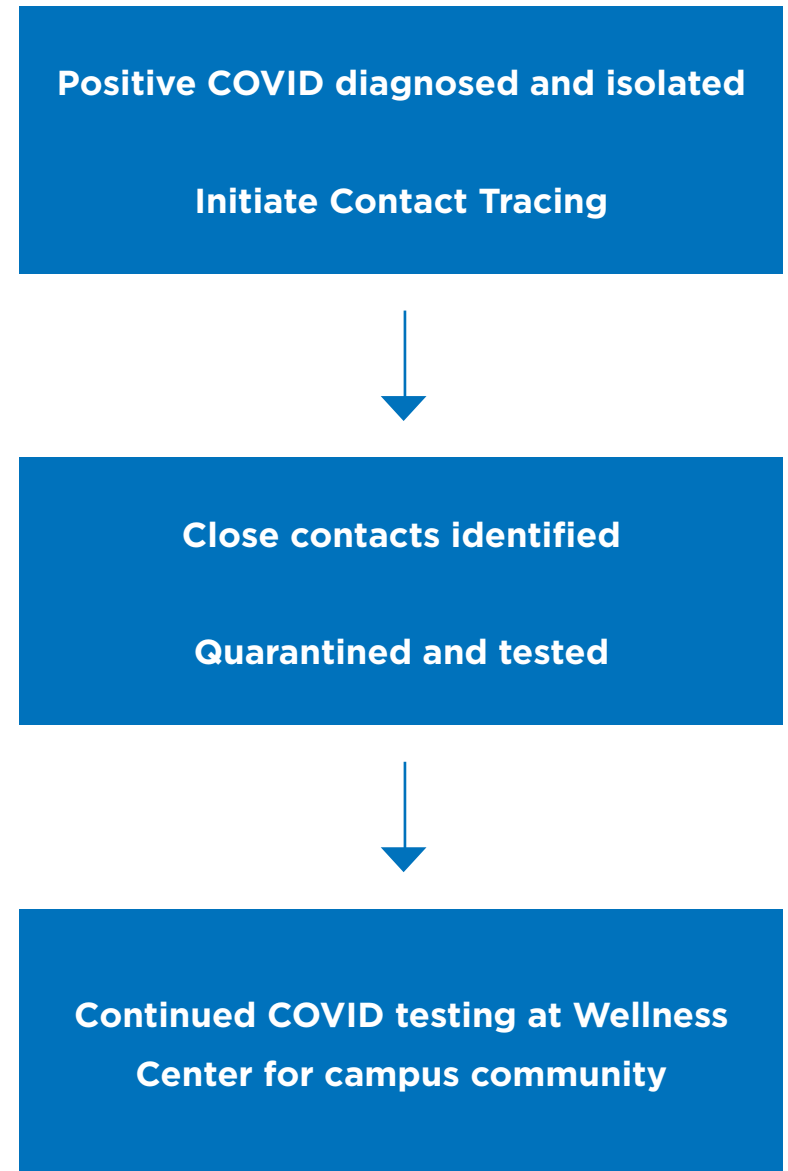 Positive COVID diagnosed and isolated
Initiate Contact Tracing
Close contacts identified
Quarantined and tested
Continued COVID testing at Wellness
Center for campus community